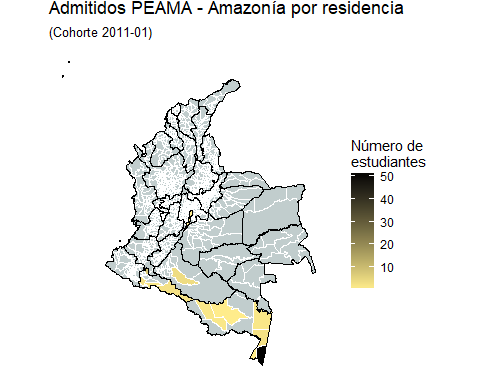 Admitidos PEAMA - Amazonía por residencia
(Cohorte 2011-01)
Número de
estudiantes
50
40
30
20
10